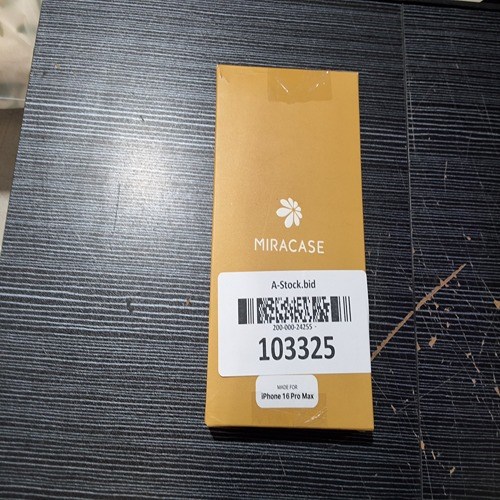 MIRACASE
A-Stock.bid
200-000-24255 -
103325
MADE FOR
iPhone 16 Pro Max